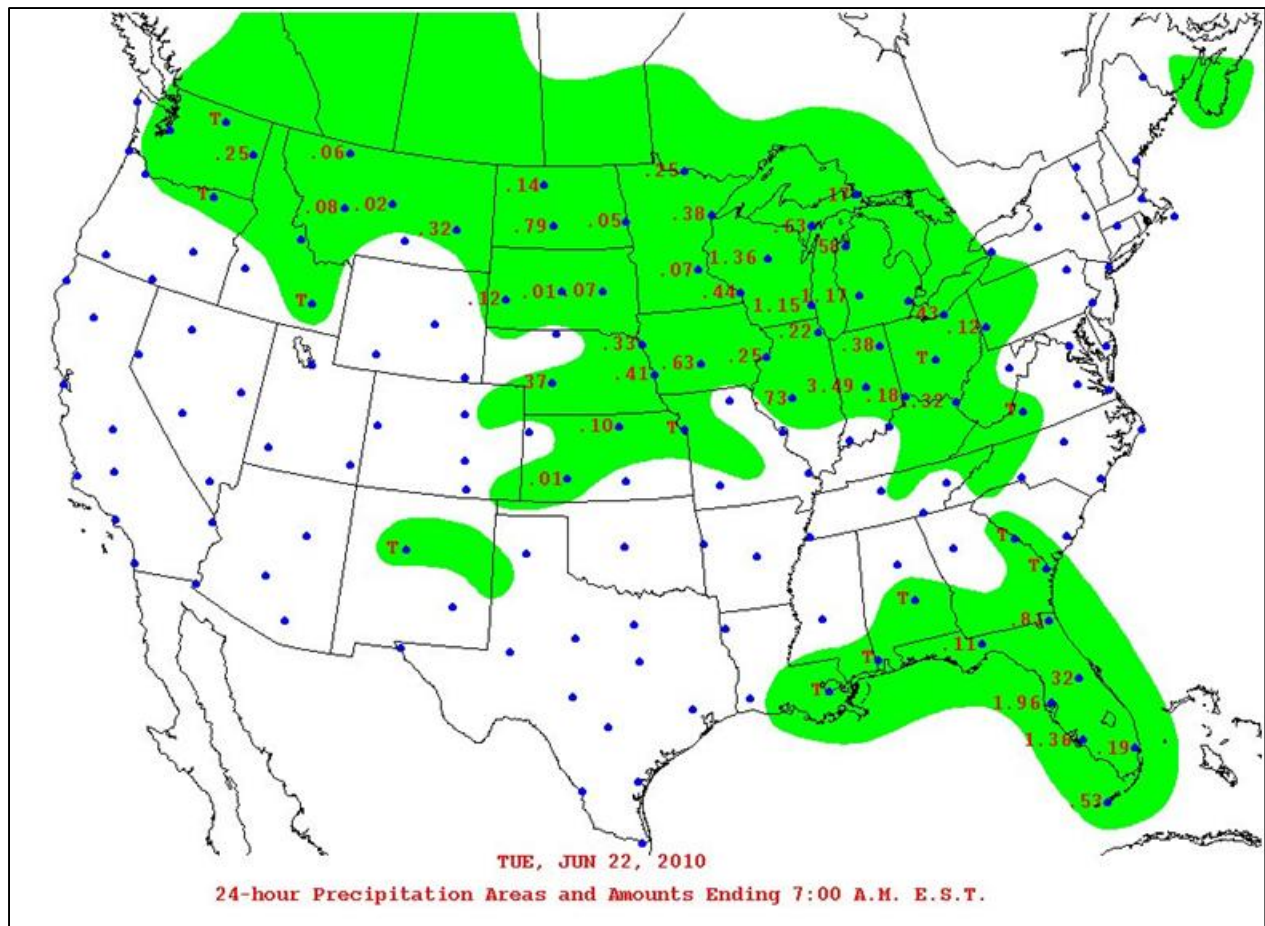 T
.25
.06
.14
.25
T
.08
.02
.32
.79
.05
.38
.17
.63
.58
1.36
.07
T
.12
.01
.07
.44
1.15
1.17
.43
.12
.22
.33
.63
.25
.38
T
.37
.41
.73
3.49
.18
1.32
T
.10
T
.01
T
T
T
T
.11
T
T
.32
1.96
.19
.53
TUE, JUN 22, 2010
24-hour Precipitation Areas and Amounts Ending 7:00 A.M. E.S.T.